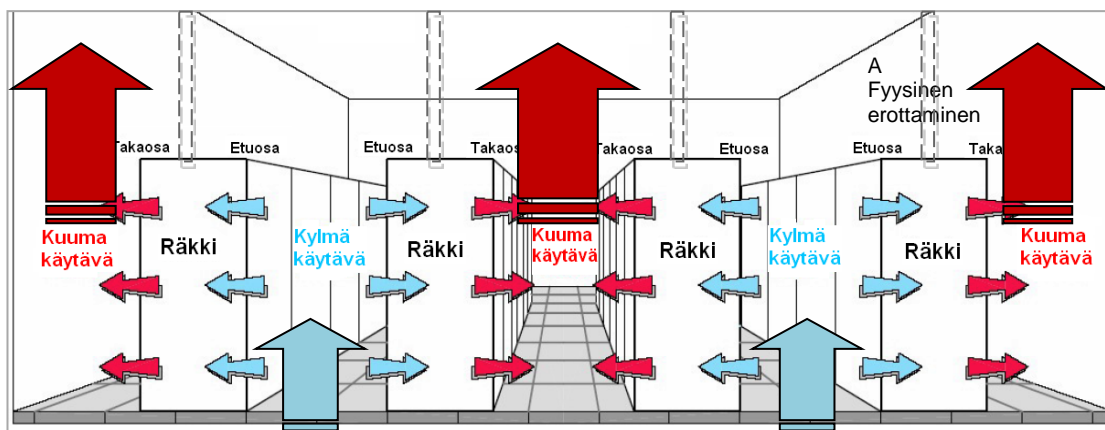 A
Fyysinen
erottaminen
Takaosa Etuosa Etuosa Takaosa Takaosa Etuosa Etuosa Taka
Kuuma
käytävä
Räkki
Kylmä
käytävä
Räkki
Kuuma
käytävä
Räkki
Kylmä
käytävä
Räkki
Kuuma
käytävä